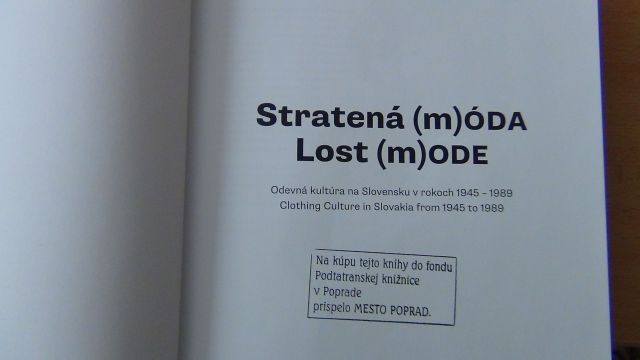 Stratená (m)ÓDA
Lost (m)ODE
Odevná kultúra na Slovensku v rokoch 1945 – 1989
Clothing Culture in Slovakia from 1945 to 1989
Na kúpu tejto knihy do fondu
Podtatranskej knižnice
v Poprade
prispelo MESTO POPRAD.